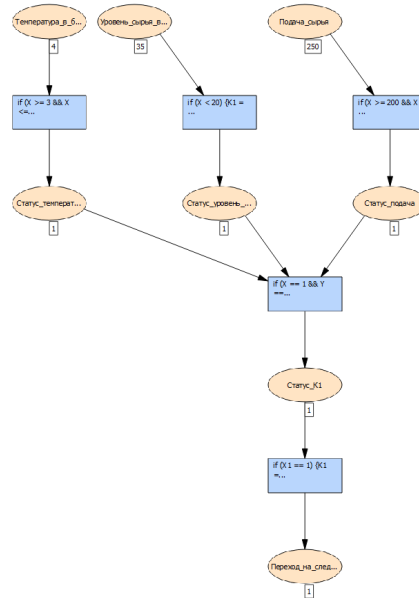 Температура_в_б...
Уровень_сырья_в...
Подача_сырья
4
35
250
if (X >= 3 && X
<=...
if (X < 20) {K1 =
...
if (X >= 200 && X
...
Статус_температ...
Статус_уровень_...
Статус_подача
1
1
1
if (X == 1 && Y
==...
Статус_К1
1
if (X1 == 1) {K1
=...
Переход_на_след...
1